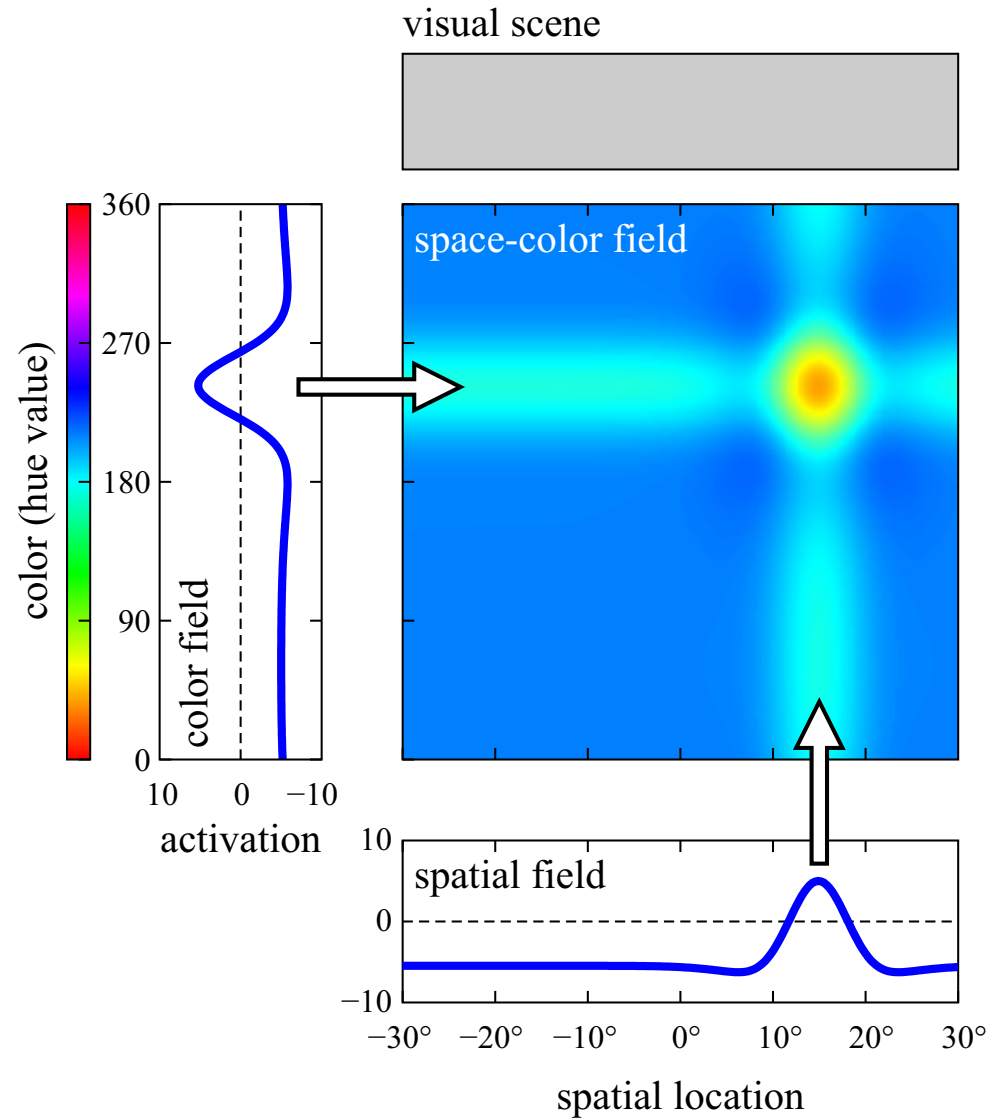 visual scene
space-color field
color (hue value)
360
270
180
90
0
color field
10 0 −10
activation
spatial field
10
0
−10
−30° −20° −10° 0° 10° 20° 30°
spatial location